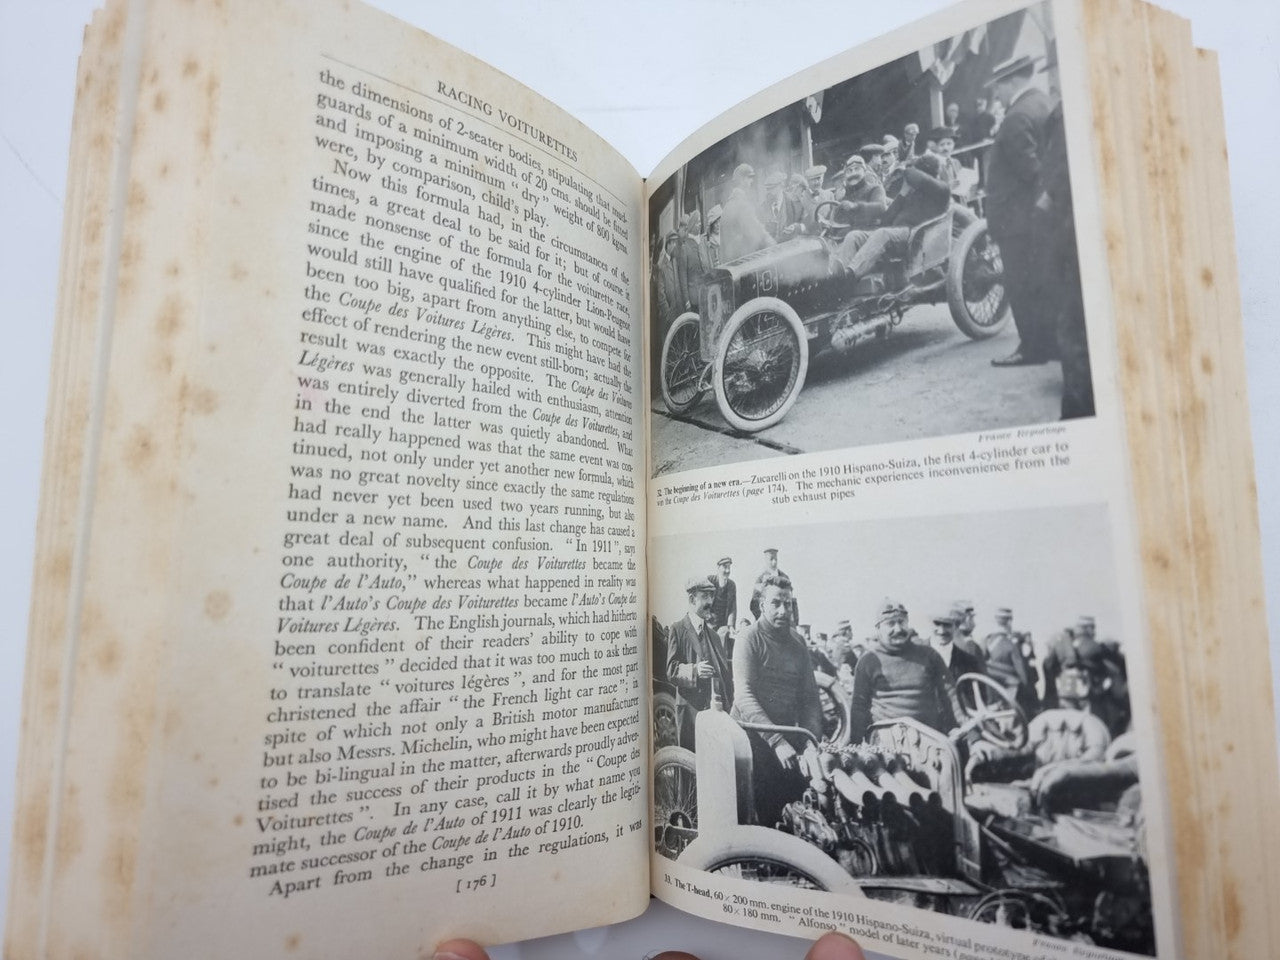 RACING VOITURETTES
the dimensions of 2-seater bodies, stipulating that mud-
guards of a minimum width of 20 cms. should be fitted
and imposing a minimum “ dry ” weight of 800 kgms
were, by comparison, child's play.
Now this formula had, in the circumstances of the
times, a great deal to be said for it; but of course it
made nonsense of the formula for the voiturette race,
since the engine of the 1910 4-cylinder Lion-Peugeot
would still have qualified for the latter, but would have
been too big, apart from anything else, to compete for
the Coupe des Voitures Légères. This might have had the
effect of rendering the new event still-born; actually the
result was exactly the opposite. The Coupe des Voitures
Légères was generally hailed with enthusiasm, attention
was entirely diverted from the Coupe des Voiturettes, and
in the end the latter was quietly abandoned. What
had really happened was that the same event was con-
tinued, not only under yet another new formula, which
was no great novelty since exactly the same regulations
had never yet been used two years running, but also
under a new name. And this last change has caused a
great deal of subsequent confusion. “ In 1911 ”, says
one authority, “ the Coupe des Voiturettes became the
Coupe de l'Auto,” whereas what happened in reality was
that l'Auto's Coupe des Voiturettes became l'Auto's Coupe des
Voitures Légères. The English journals, which had hitherto
been confident of their readers' ability to cope with
“ voiturettes ” decided that it was too much to ask them
to translate “ voitures légères ”, and for the most part
christened the affair “ the French light car race ”; in
spite of which not only a British motor manufacturer
but also Messrs. Michelin, who might have been expected
to be bi-lingual in the matter, afterwards proudly adver-
tised the success of their products in the “ Coupe des
Voiturettes ”. In any case, call it by what name you
might, the Coupe de l'Auto of 1911 was clearly the legiti-
mate successor of the Coupe de l'Auto of 1910.
Apart from the change in the regulations, it was
[ 176 ]
8
France Reportage
32. The beginning of a new era.—Zucarelli on the 1910 Hispano-Suiza, the first 4-cylinder car to
win the Coupe des Voiturettes (page 174). The mechanic experiences inconvenience from the
stub exhaust pipes
France Reportage
33. The T-head, 60 × 200 mm. engine of the 1910 Hispano-Suiza, virtual prototype of the
80 × 180 mm. “ Alfonso ” model of later years